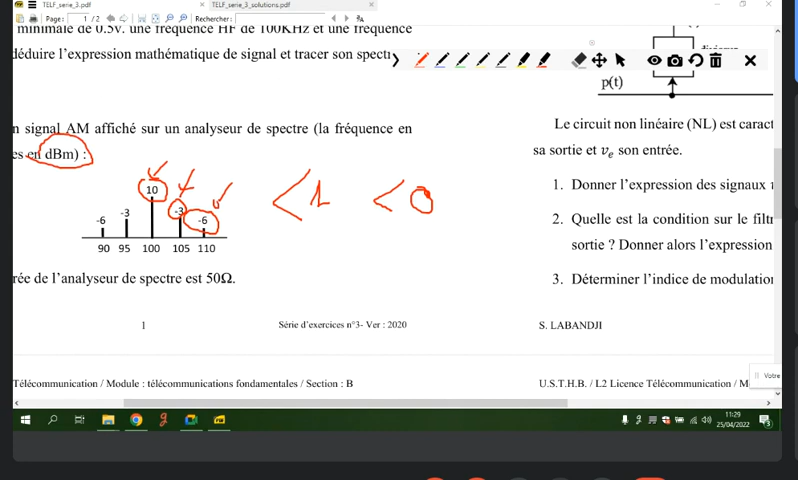 TELF_serie_3.pdf
TELF_serie_3_solutions.pdf
Page: 1 / 2
Rechercher:
minimale de 0.5v. une fréquence HF de 100KHz et une fréquence
déduire l'expression mathématique de signal et tracer son spectr
n signal AM affiché sur un analyseur de spectre (la fréquence en
es en dBm) :
10
-6 -3 -3 -6
90 95 100 105 110
<1 <0
rée de l'analyseur de spectre est 50Ω.
1 Série d'exercices n°3- Ver : 2020
Télécommunication / Module : télécommunications fondamentales / Section : B
p(t)
Le circuit non linéaire (NL) est caract
sa sortie et vₑ son entrée.
1. Donner l'expression des signaux
2. Quelle est la condition sur le filt
sortie ? Donner alors l'expression
3. Déterminer l'indice de modulation
S. LABANDJI
U.S.T.H.B. / L2 Licence Télécommunication / M
Votre
11:29
25/04/2022